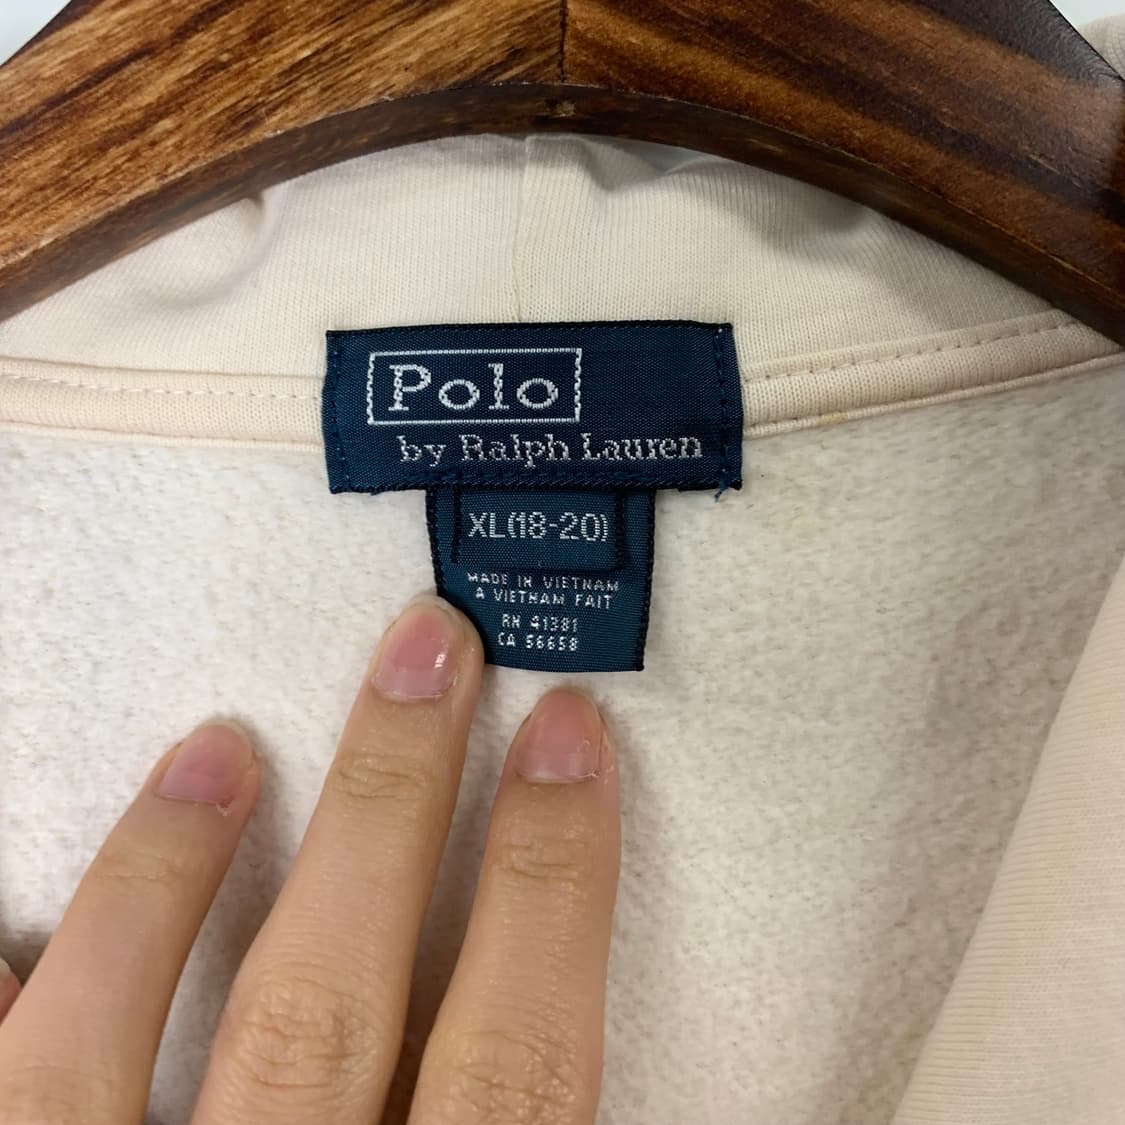 Polo
by Ralph Lauren
XL(18-20)
MADE IN VIETNAM
A VIETNAM FAIT
RN 41381
CA 56658